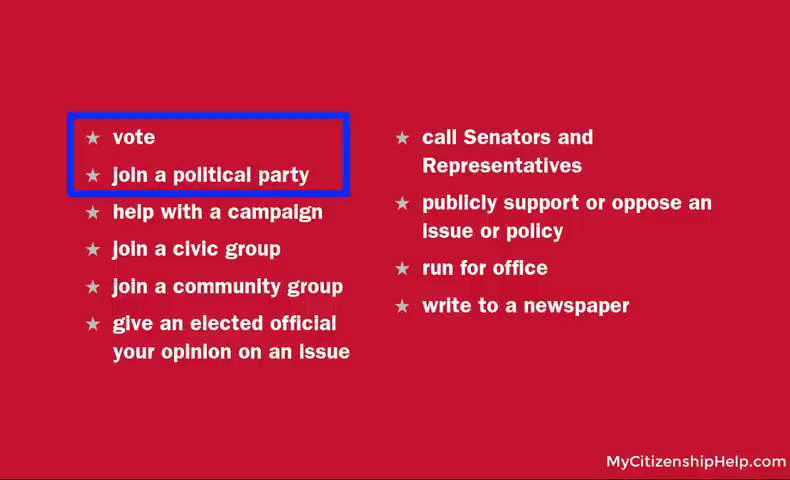 vote
join a political party
help with a campaign
join a civic group
join a community group
give an elected official
your opinion on an issue
call Senators and
Representatives
publicly support or oppose an
issue or policy
run for office
write to a newspaper
MyCitizenshipHelp.com